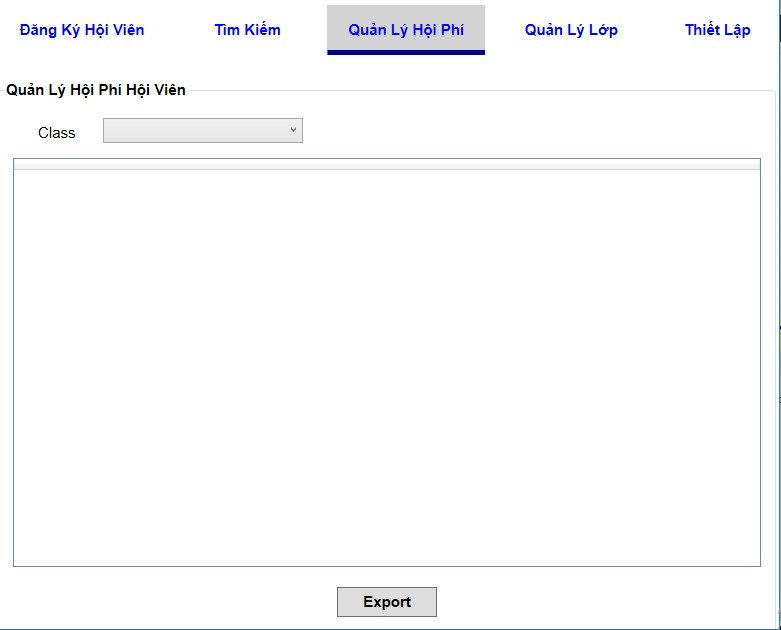 Đăng Ký Hội Viên Tìm Kiếm Quản Lý Hội Phí Quản Lý Lớp Thiết Lập
Quản Lý Hội Phí Hội Viên
Class
Export